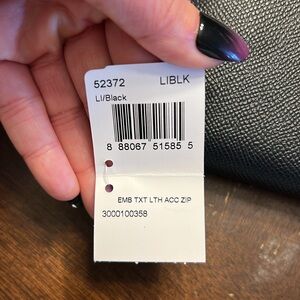 52372 LIBLK
LI/Black
8 88067 51585 5
EMB TXT LTH ACC ZIP
3000100358